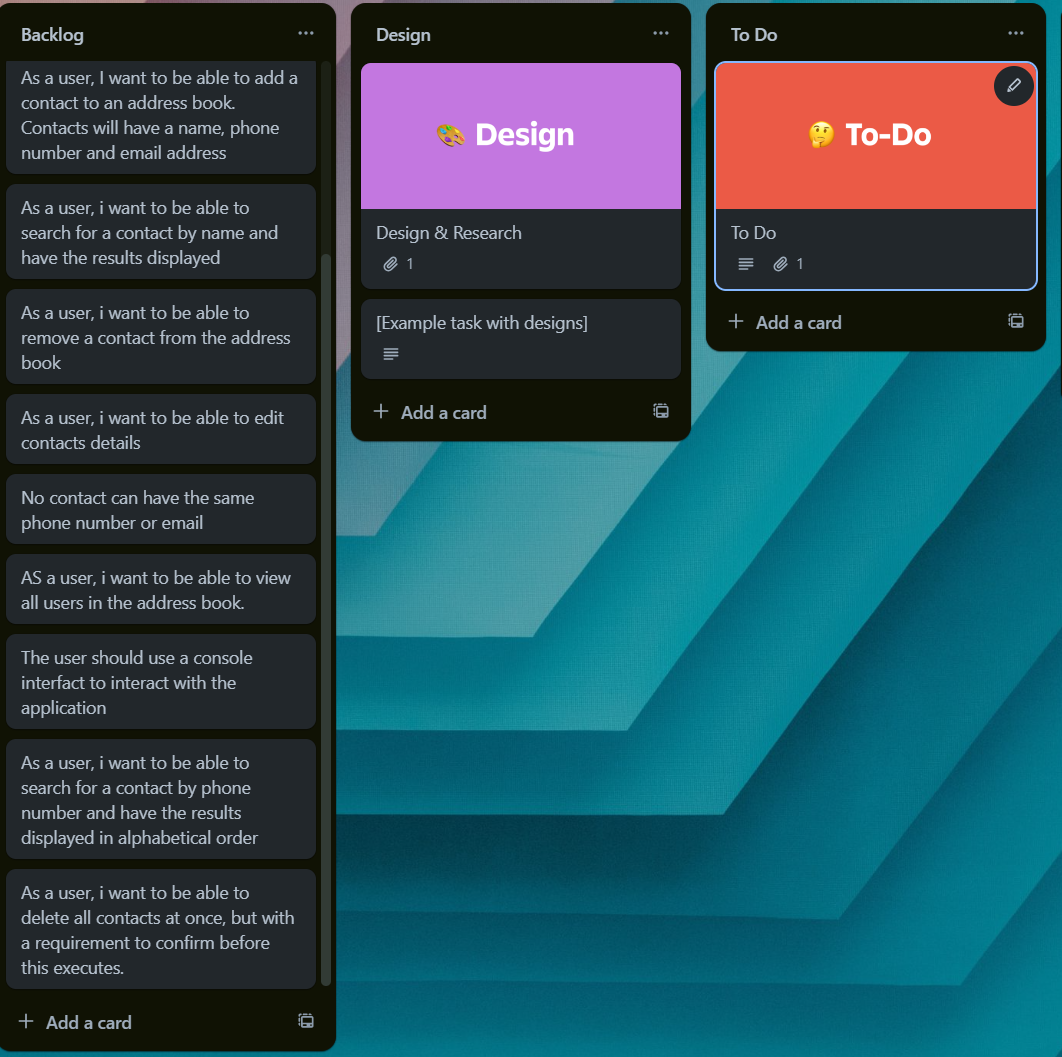 Backlog
As a user, I want to be able to add a
contact to an address book.
Contacts will have a name, phone
number and email address
As a user, i want to be able to
search for a contact by name and
have the results displayed
As a user, i want to be able to
remove a contact from the address
book
As a user, i want to be able to edit
contacts details
No contact can have the same
phone number or email
AS a user, i want to be able to view
all users in the address book.
The user should use a console
interfact to interact with the
application
As a user, i want to be able to
search for a contact by phone
number and have the results
displayed in alphabetical order
As a user, i want to be able to
delete all contacts at once, but with
a requirement to confirm before
this executes.
Add a card
Design
🎨 Design
Design & Research
1
[Example task with designs]
Add a card
To Do
🤔 To-Do
To Do
1
Add a card